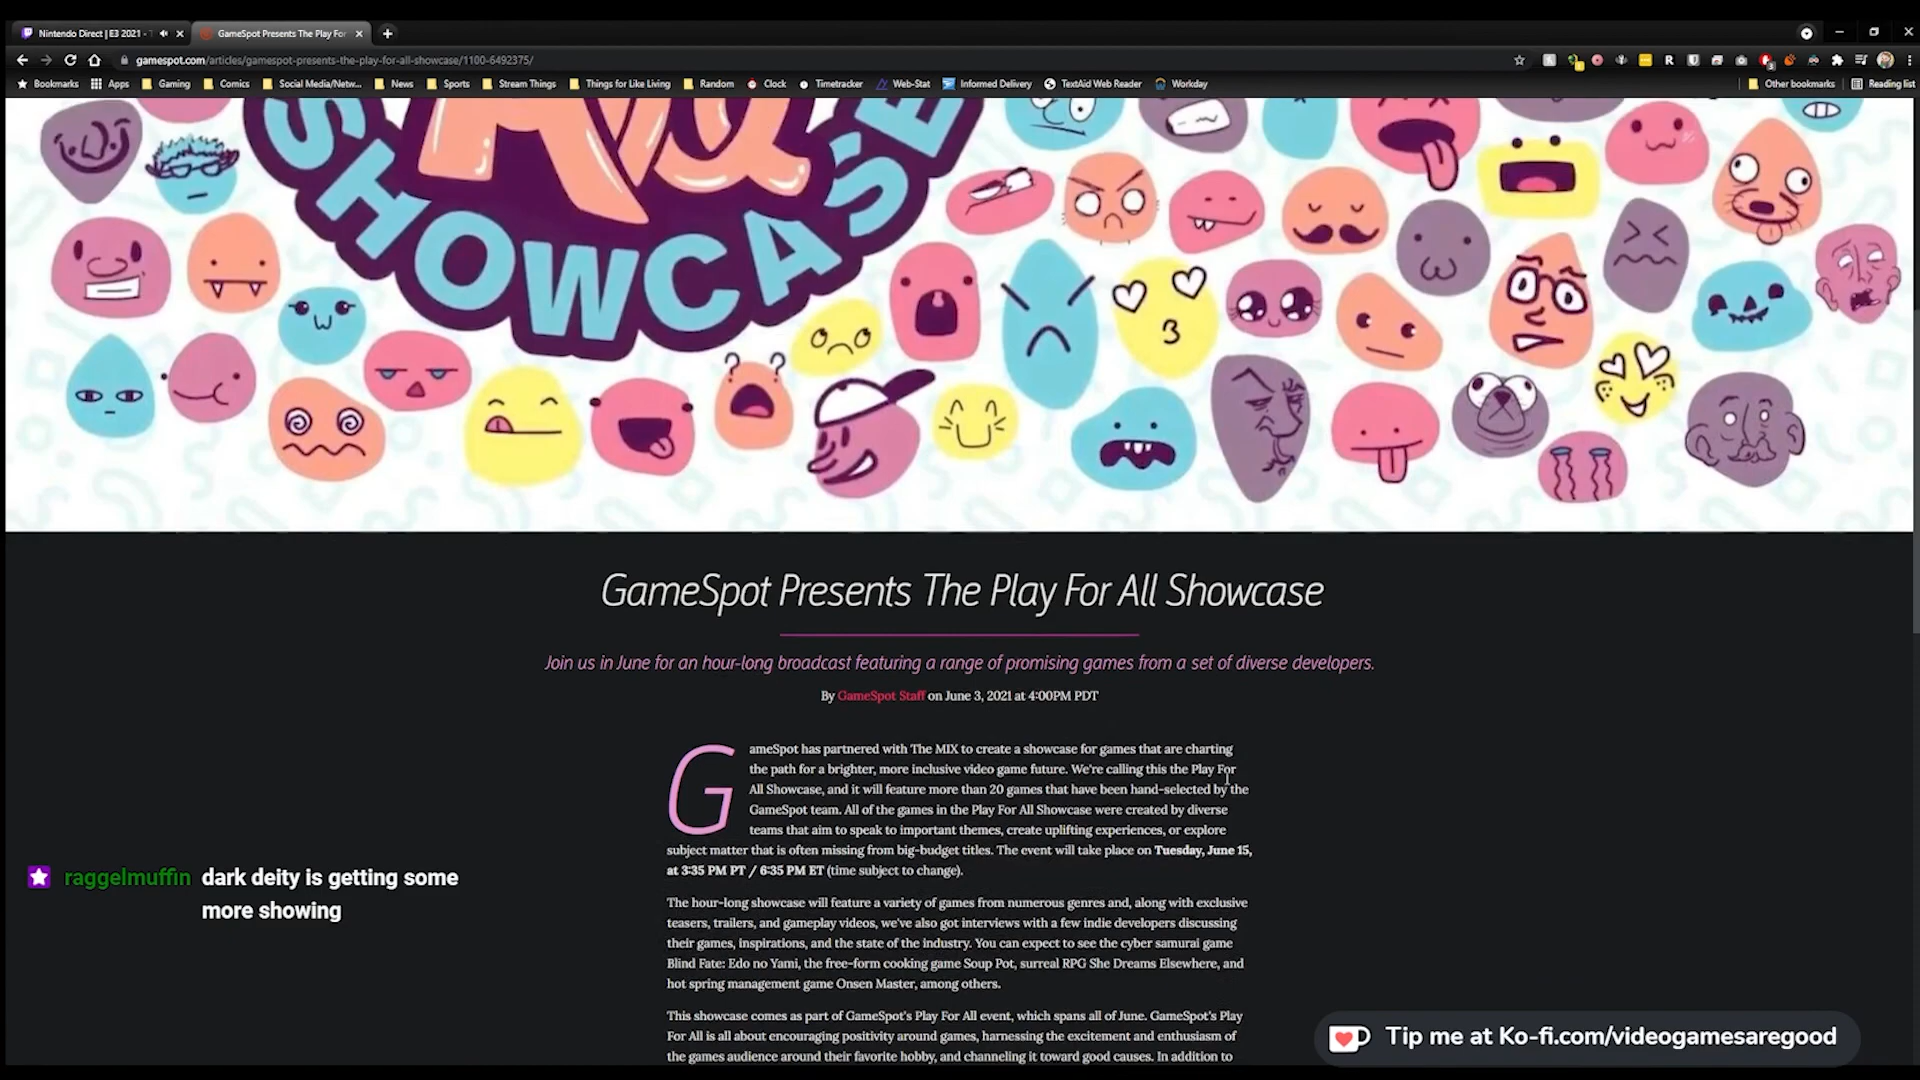 Nintendo Direct | E3 2021 -
GameSpot Presents The Play For
gamespot.com/articles/gamespot-presents-the-play-for-all-showcase/1100-6492375/
Bookmarks Apps Gaming Comics Social Media/Netw... News Sports Stream Things Things for Like Living Random Clock Timetracker Web-Stat Informed Delivery TextAid Web Reader Workday Other bookmarks Reading list
SHOWCASE
GameSpot Presents The Play For All Showcase
Join us in June for an hour-long broadcast featuring a range of promising games from a set of diverse developers.
By GameSpot Staff on June 3, 2021 at 4:00PM PDT
GameSpot has partnered with The MIX to create a showcase for games that are charting
the path for a brighter, more inclusive video game future. We're calling this the Play For
All Showcase, and it will feature more than 20 games that have been hand-selected by the
GameSpot team. All of the games in the Play For All Showcase were created by diverse
teams that aim to speak to important themes, create uplifting experiences, or explore
subject matter that is often missing from big-budget titles. The event will take place on Tuesday, June 15,
at 3:35 PM PT / 6:35 PM ET (time subject to change).
The hour-long showcase will feature a variety of games from numerous genres and, along with exclusive
teasers, trailers, and gameplay videos, we've also got interviews with a few indie developers discussing
their games, inspirations, and the state of the industry. You can expect to see the cyber samurai game
Blind Fate: Edo no Yami, the free-form cooking game Soup Pot, surreal RPG She Dreams Elsewhere, and
hot spring management game Onsen Master, among others.
This showcase comes as part of GameSpot's Play For All event, which spans all of June. GameSpot's Play
For All is all about encouraging positivity around games, harnessing the excitement and enthusiasm of
the games audience around their favorite hobby, and channeling it toward good causes. In addition to
raggelmuffin dark deity is getting some
more showing
Tip me at Ko-fi.com/videogamesaregood